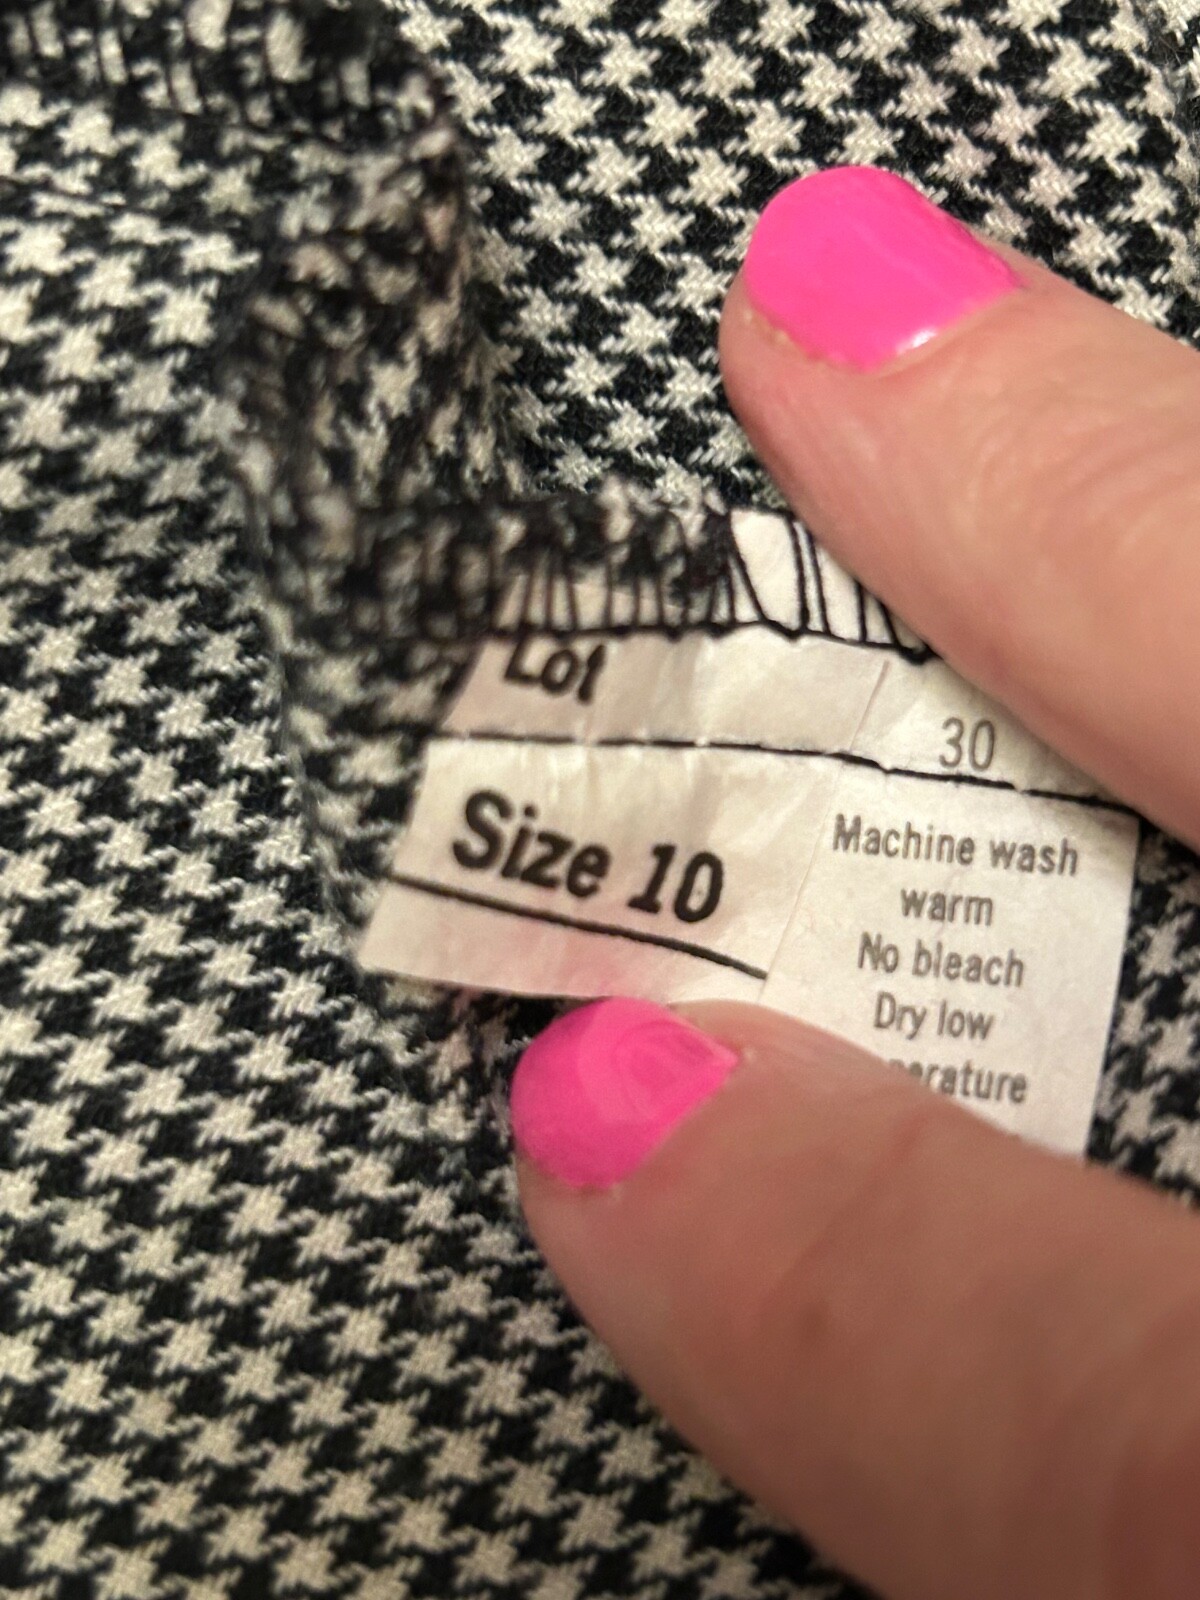 Lot
30
Size 10
Machine wash
warm
No bleach
Dry low